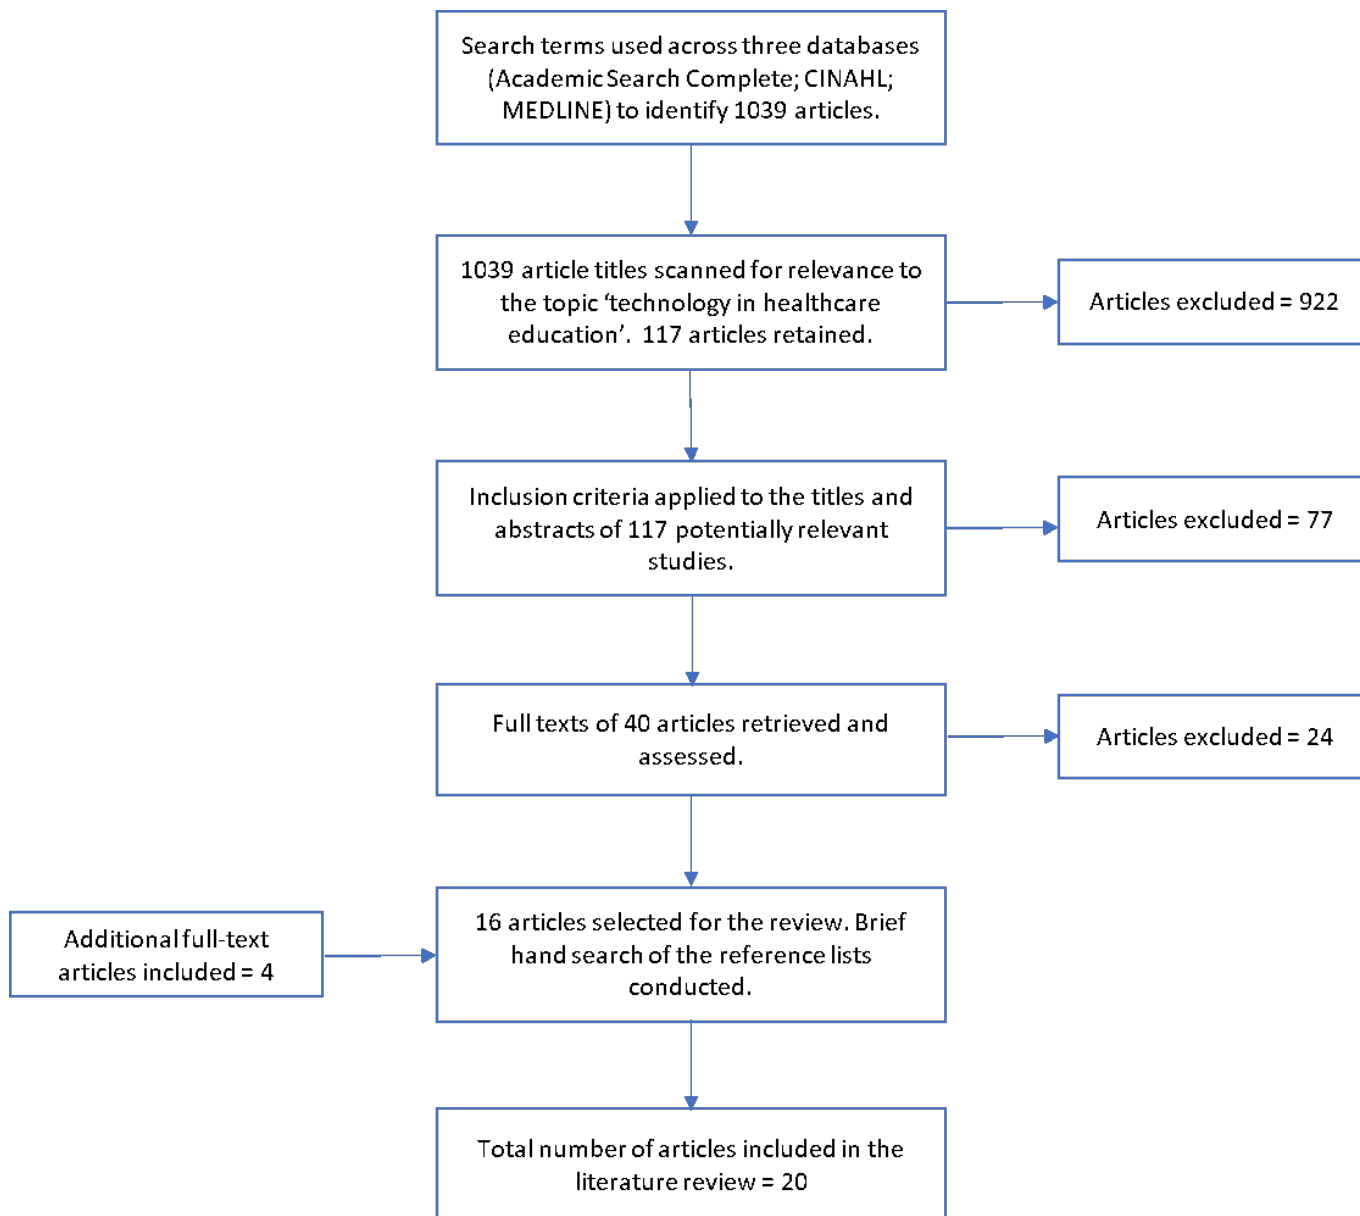 Search terms used across three databases
(Academic Search Complete; CINAHL;
MEDLINE) to identify 1039 articles.
1039 article titles scanned for relevance to
the topic ‘technology in healthcare
education’.  117 articles retained.
Articles excluded = 922
Inclusion criteria applied to the titles and
abstracts of 117 potentially relevant
studies.
Articles excluded = 77
Full texts of 40 articles retrieved and
assessed.
Articles excluded = 24
Additional full-text
articles included = 4
16 articles selected for the review. Brief
hand search of the reference lists
conducted.
Total number of articles included in the
literature review = 20